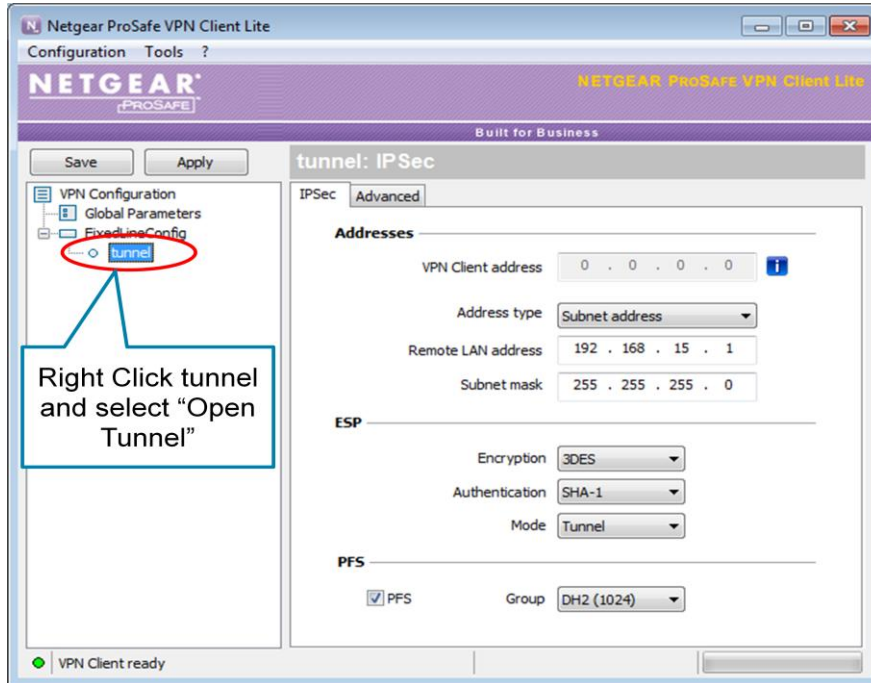 Netgear ProSafe VPN Client Lite
Configuration Tools ?
NETGEAR®
PROSAFE
NETGEAR PROSAFE VPN Client Lite
Built for Business
Save Apply
tunnel: IPSec
VPN Configuration
Global Parameters
FixedLineConfig
tunnel
Right Click tunnel
and select “Open
Tunnel”
IPSec Advanced
Addresses
VPN Client address 0 . 0 . 0 . 0
Address type Subnet address
Remote LAN address 192 . 168 . 15 . 1
Subnet mask 255 . 255 . 255 . 0
ESP
Encryption 3DES
Authentication SHA-1
Mode Tunnel
PFS
PFS Group DH2 (1024)
VPN Client ready